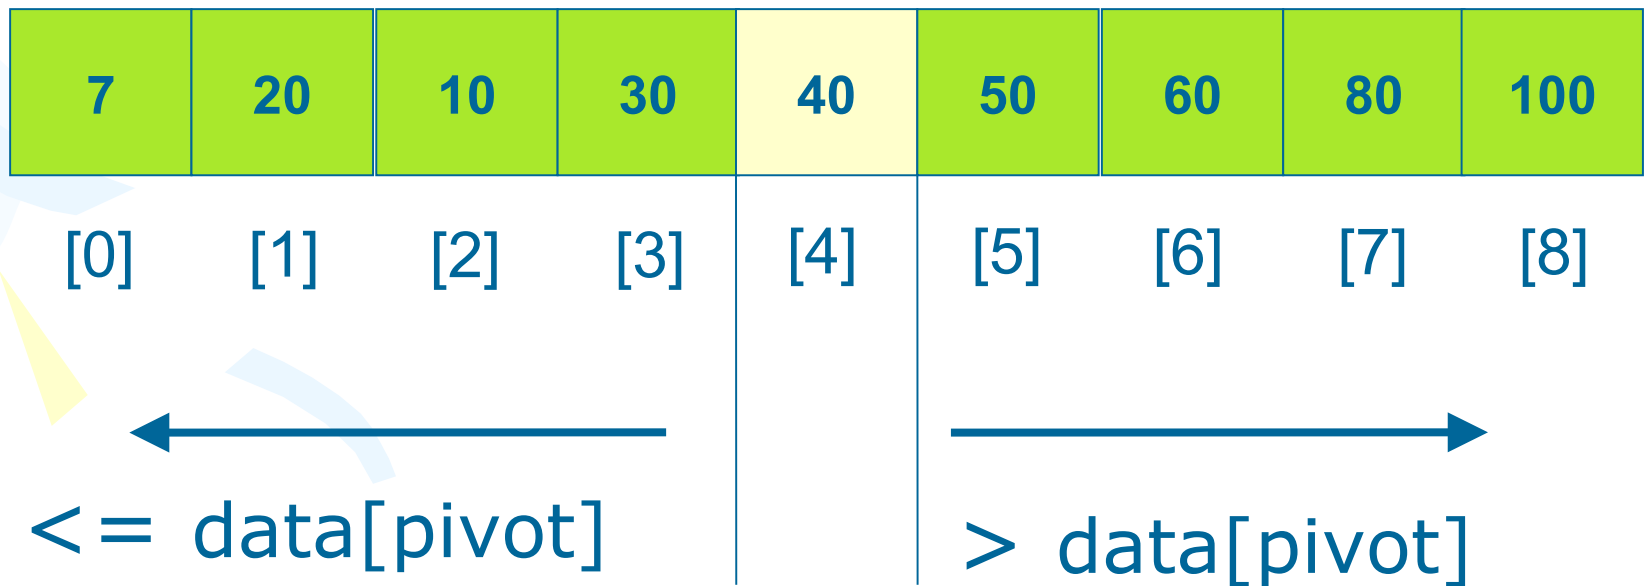 7 20 10 30 40 50 60 80 100
[0] [1] [2] [3] [4] [5] [6] [7] [8]
<= data[pivot] > data[pivot]